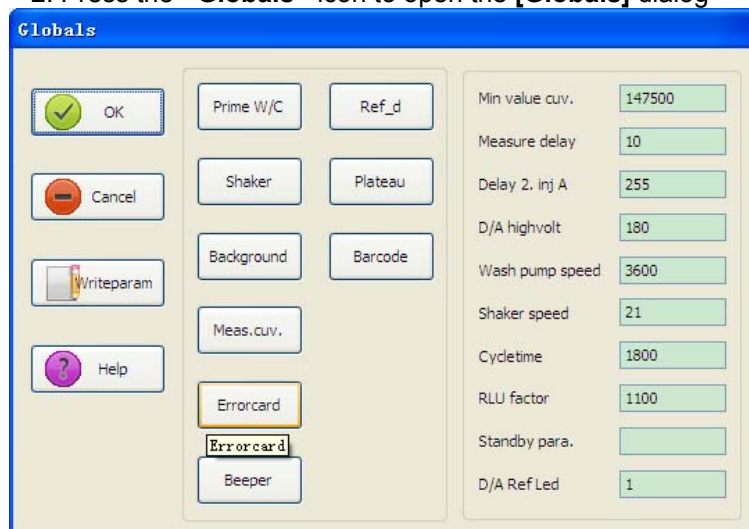 2. Press the "Globals" icon to open the [Globals] dialog
Globals
OK
Cancel
Writeparam
Help
Prime W/C
Ref_d
Shaker
Plateau
Background
Barcode
Meas.cuv.
Errorcard
Errorcard
Beeper
Min value cuv. 147500
Measure delay 10
Delay 2. inj A 255
D/A highvolt 180
Wash pump speed 3600
Shaker speed 21
Cycletime 1800
RLU factor 1100
Standby para.
D/A Ref Led 1